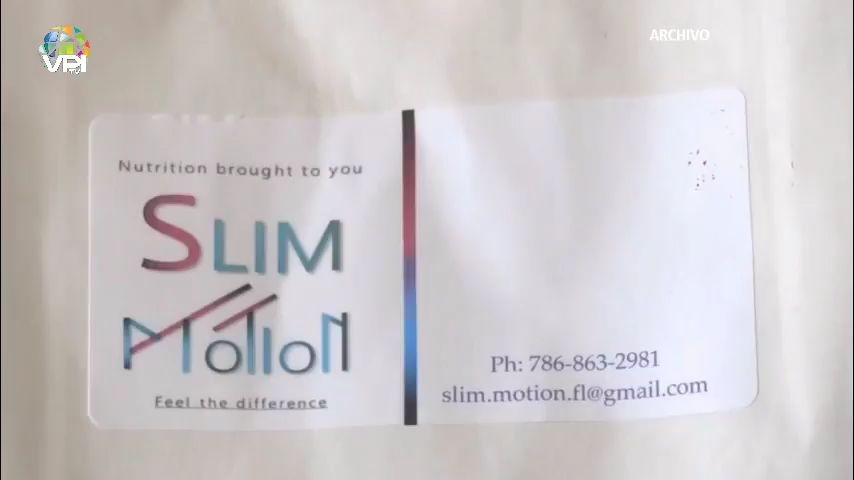 VPI
TV
ARCHIVO
Nutrition brought to you
SLIM
MOTION
Feel the difference
Ph: 786-863-2981
slim.motion.fl@gmail.com